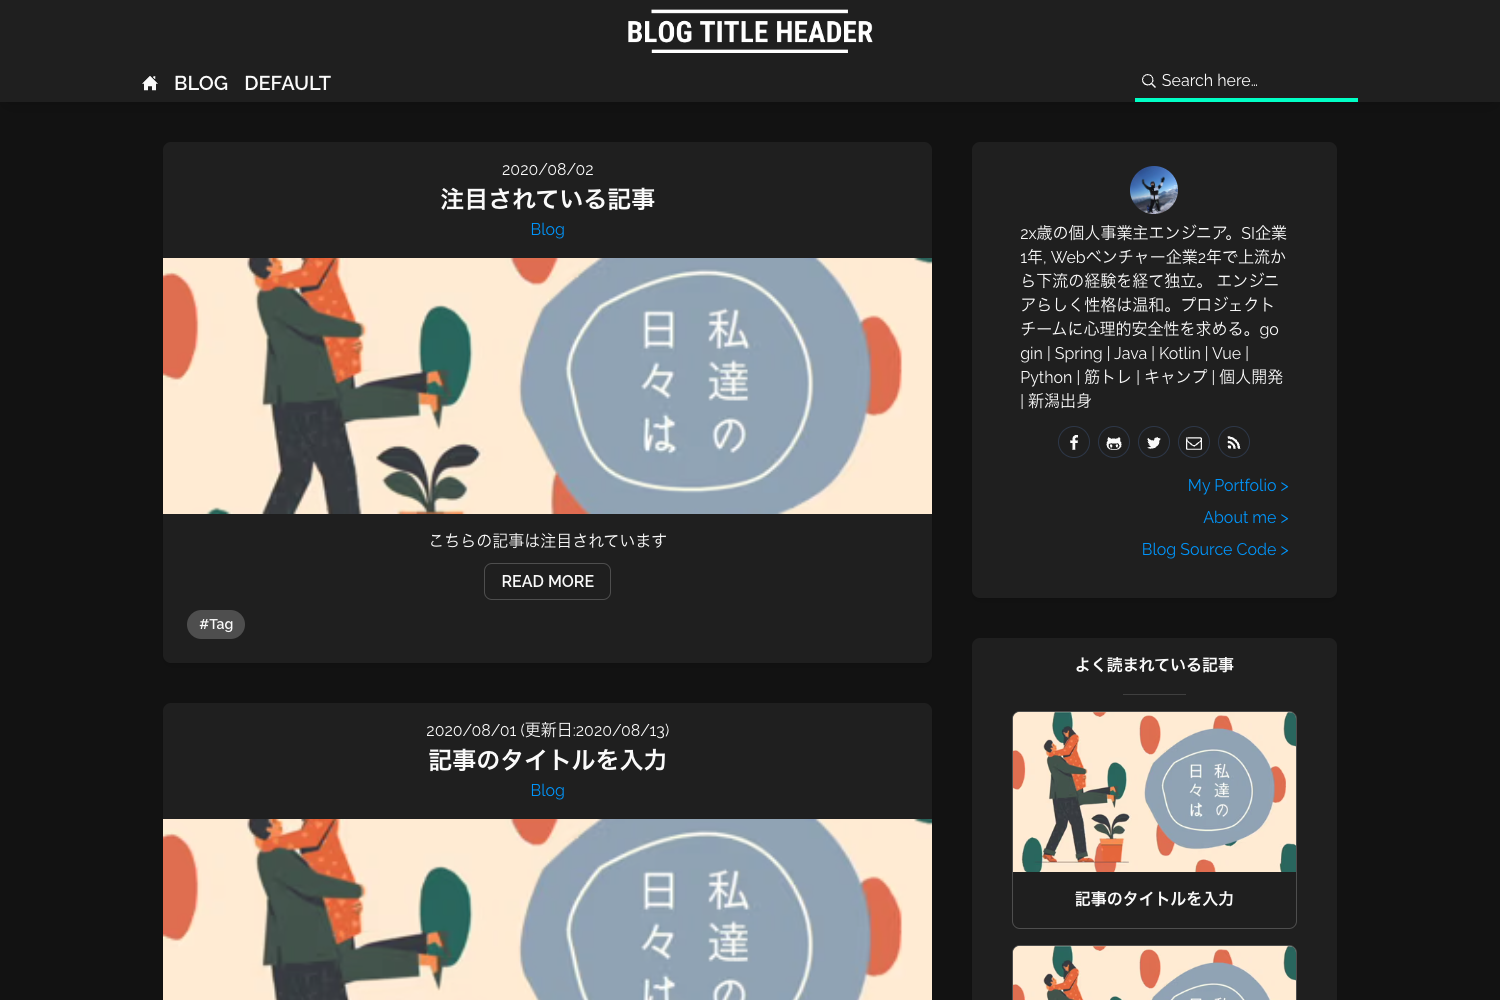 BLOG TITLE HEADER
BLOG DEFAULT
Search here...
2020/08/02
注目されている記事
Blog
私達の
日々は
こちらの記事は注目されています
READ MORE
#Tag
2020/08/01 (更新日:2020/08/13)
記事のタイトルを入力
Blog
私達の
日々は
2x歳の個人事業主エンジニア。SI企業
1年, Webベンチャー企業2年で上流か
ら下流の経験を経て独立。 エンジニ
アらしく性格は温和。プロジェクト
チームに心理的安全性を求める。go
gin | Spring | Java | Kotlin | Vue |
Python | 筋トレ | キャンプ | 個人開発
| 新潟出身
My Portfolio >
About me >
Blog Source Code >
よく読まれている記事
私達の
日々は
記事のタイトルを入力